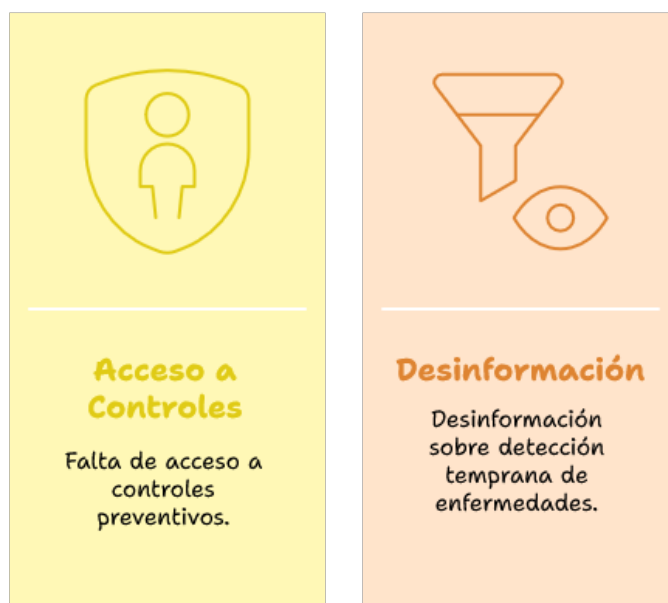 Acceso a
Controles
Falta de acceso a
controles
preventivos.
Desinformación
Desinformación
sobre detección
temprana de
enfermedades.